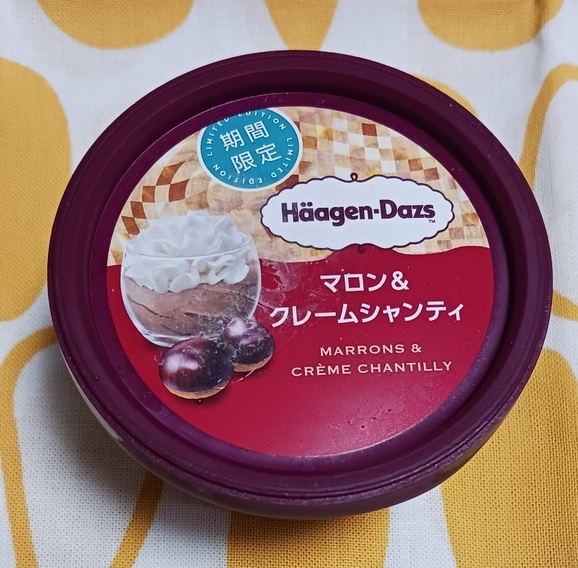 LIMITED EDITION LIMITED EDITION
期間
限定
Häagen-Dazs™
マロン&
クレームシャンティ
MARRONS &
CRÈME CHANTILLY